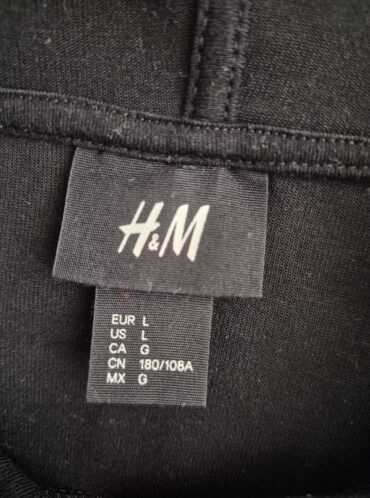 H&M
EUR L
US L
CA G
CN 180/108A
MX G